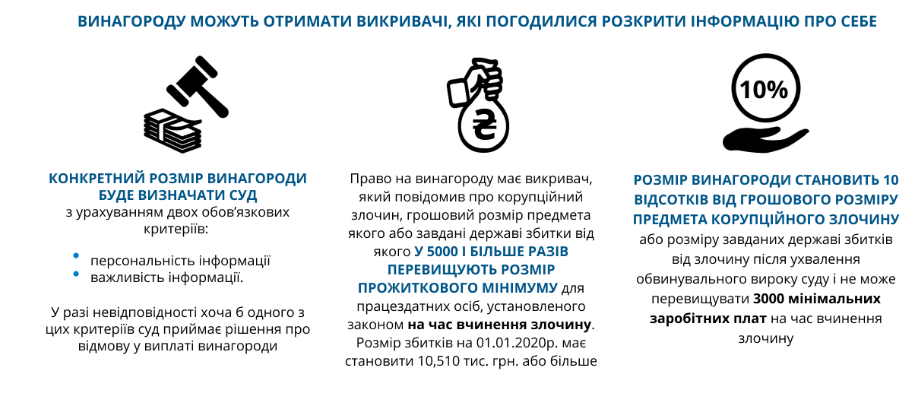 ВИНАГОРОДУ МОЖУТЬ ОТРИМАТИ ВИКРИВАЧІ, ЯКІ ПОГОДИЛИСЯ РОЗКРИТИ ІНФОРМАЦІЮ ПРО СЕБЕ
КОНКРЕТНИЙ РОЗМІР ВИНАГОРОДИ
БУДЕ ВИЗНАЧАТИ СУД
з урахуванням двох обов’язкових
критеріїв:
персональність інформації
важливість інформації.
У разі невідповідності хоча б одного з
цих критеріїв суд приймає рішення про
відмову у виплаті винагороди
₴
Право на винагороду має викривач,
який повідомив про корупційний
злочин, грошовий розмір предмета
якого або завдані державі збитки від
якого У 5000 І БІЛЬШЕ РАЗІВ
ПЕРЕВИЩУЮТЬ РОЗМІР
ПРОЖИТКОВОГО МІНІМУМУ для
працездатних осіб, установленого
законом на час вчинення злочину.
Розмір збитків на 01.01.2020р. має
становити 10,510 тис. грн. або більше
10%
РОЗМІР ВИНАГОРОДИ СТАНОВИТЬ 10
ВІДСОТКІВ ВІД ГРОШОВОГО РОЗМІРУ
ПРЕДМЕТА КОРУПЦІЙНОГО ЗЛОЧИНУ
або розміру завданих державі збитків
від злочину після ухвалення
обвинувального вироку суду і не може
перевищувати 3000 мінімальних
заробітних плат на час вчинення
злочину